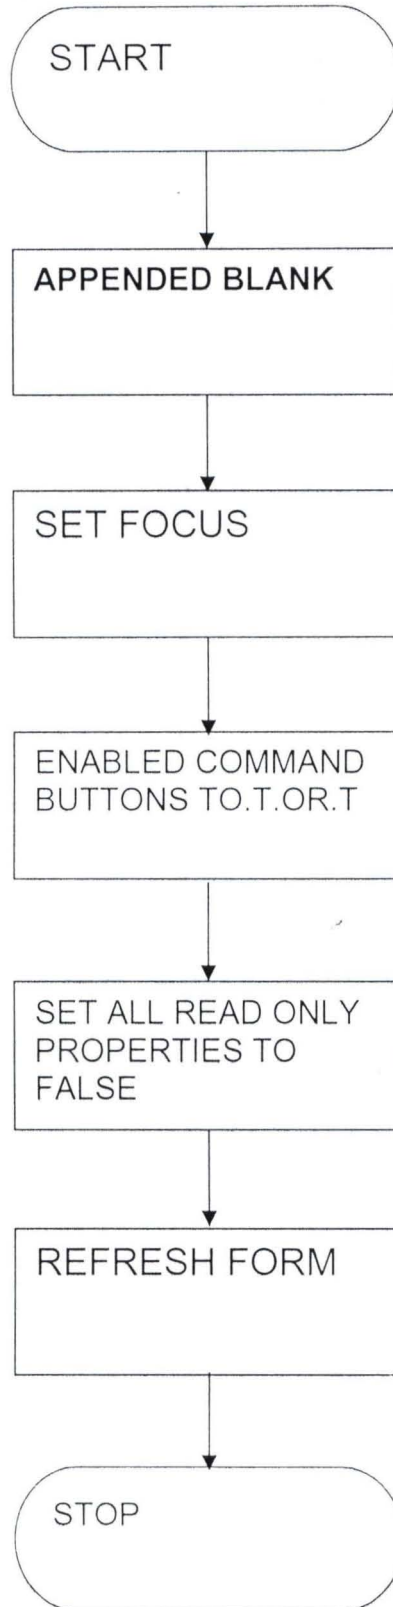 START
APPENDED BLANK
SET FOCUS
ENABLED COMMAND
BUTTONS TO.T.OR.T
SET ALL READ ONLY
PROPERTIES TO
FALSE
REFRESH FORM
STOP